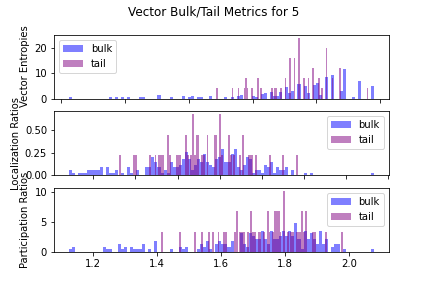 Vector Bulk/Tail Metrics for 5
Vector Entropies
20
10
0
bulk
tail
Localization Ratios
0.50
0.25
0.00
bulk
tail
Participation Ratios
10
5
0
bulk
tail
1.2 1.4 1.6 1.8 2.0